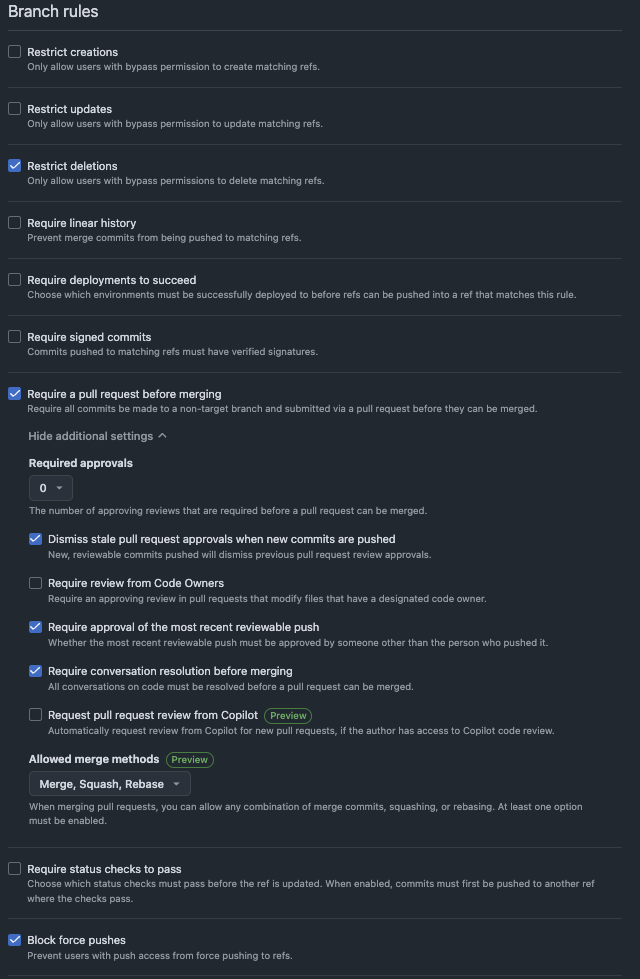 Branch rules
Restrict creations
Only allow users with bypass permission to create matching refs.
Restrict updates
Only allow users with bypass permission to update matching refs.
Restrict deletions
Only allow users with bypass permissions to delete matching refs.
Require linear history
Prevent merge commits from being pushed to matching refs.
Require deployments to succeed
Choose which environments must be successfully deployed to before refs can be pushed into a ref that matches this rule.
Require signed commits
Commits pushed to matching refs must have verified signatures.
Require a pull request before merging
Require all commits be made to a non-target branch and submitted via a pull request before they can be merged.
Hide additional settings
Required approvals
0
The number of approving reviews that are required before a pull request can be merged.
Dismiss stale pull request approvals when new commits are pushed
New, reviewable commits pushed will dismiss previous pull request review approvals.
Require review from Code Owners
Require an approving review in pull requests that modify files that have a designated code owner.
Require approval of the most recent reviewable push
Whether the most recent reviewable push must be approved by someone other than the person who pushed it.
Require conversation resolution before merging
All conversations on code must be resolved before a pull request can be merged.
Request pull request review from Copilot Preview
Automatically request review from Copilot for new pull requests, if the author has access to Copilot code review.
Allowed merge methods Preview
Merge, Squash, Rebase
When merging pull requests, you can allow any combination of merge commits, squashing, or rebasing. At least one option
must be enabled.
Require status checks to pass
Choose which status checks must pass before the ref is updated. When enabled, commits must first be pushed to another ref
where the checks pass.
Block force pushes
Prevent users with push access from force pushing to refs.